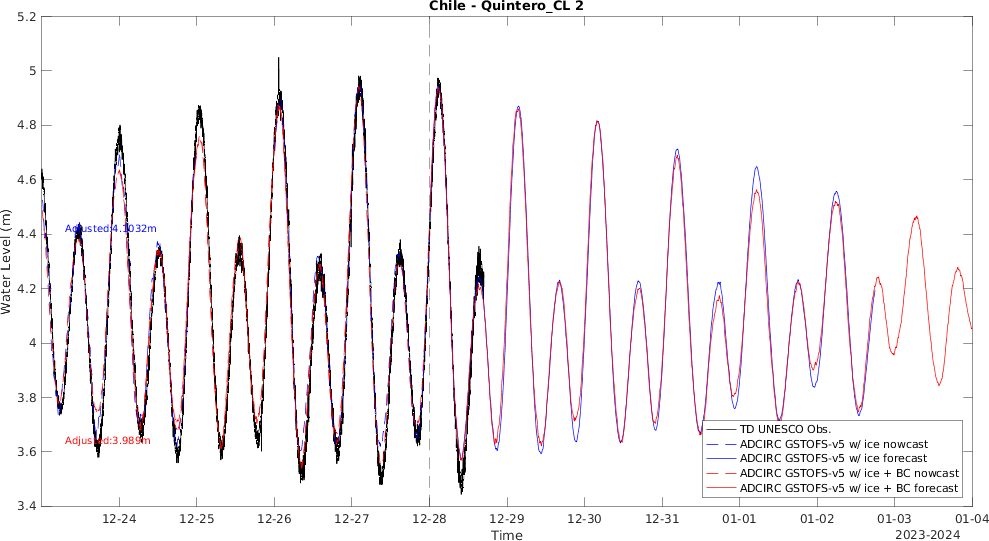 Chile - Quintero_CL 2
5.2
5
4.8
4.6
4.4
4.2
4
3.8
3.6
3.4
Water Level (m)
Adjusted:4.1032m
Adjusted:3.989m
TD UNESCO Obs.
ADCIRC GSTOFS-v5 w/ ice nowcast
ADCIRC GSTOFS-v5 w/ ice forecast
ADCIRC GSTOFS-v5 w/ ice + BC nowcast
ADCIRC GSTOFS-v5 w/ ice + BC forecast
12-24 12-25 12-26 12-27 12-28 12-29 12-30 12-31 01-01 01-02 01-03 01-04
Time
2023-2024